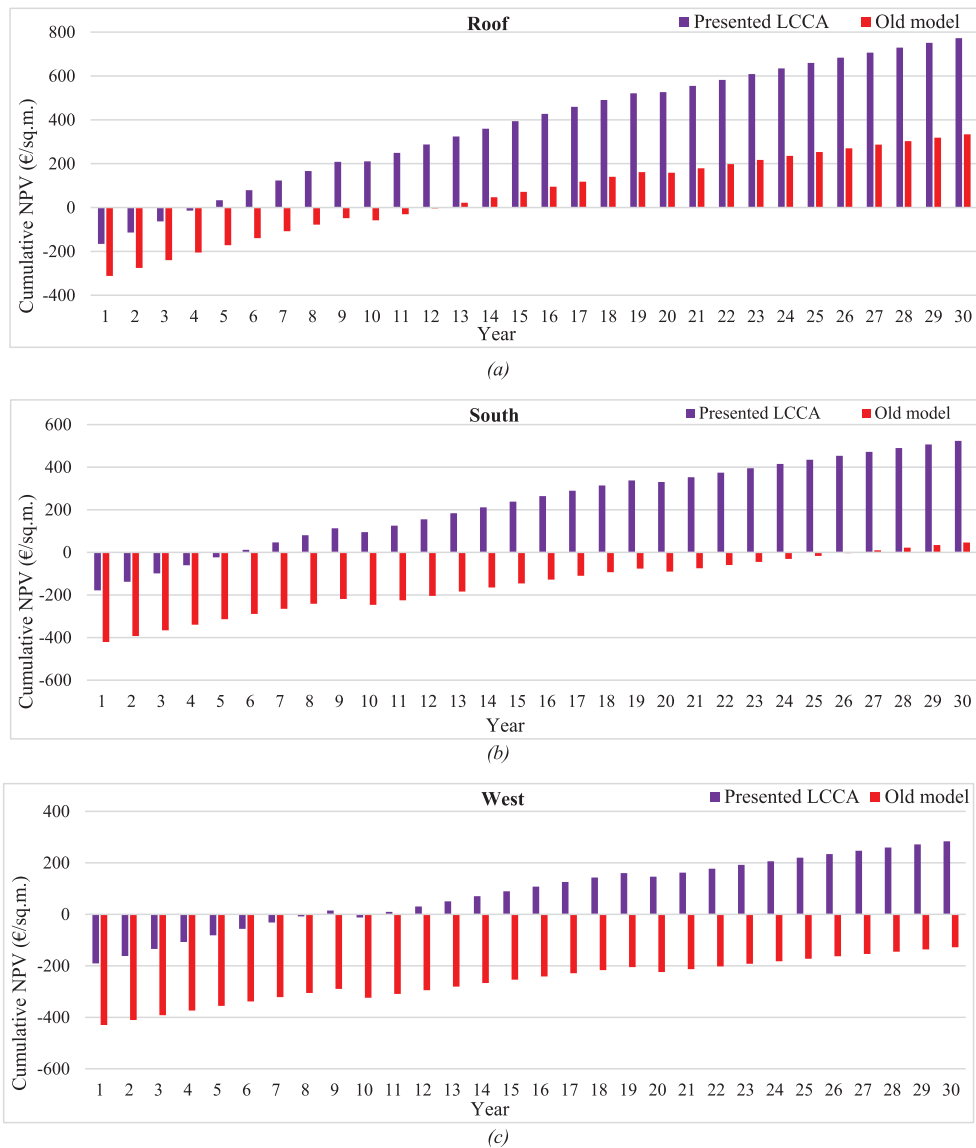 Roof
Presented LCCA
Old model
Cumulative NPV (€/sq.m.)
800
600
400
200
0
-200
-400
1 2 3 4 5 6 7 8 9 10 11 12 13 14 15 16 17 18 19 20 21 22 23 24 25 26 27 28 29 30
Year
(a)
South
Presented LCCA
Old model
Cumulative NPV (€/sq.m.)
600
400
200
0
-200
-400
-600
1 2 3 4 5 6 7 8 9 10 11 12 13 14 15 16 17 18 19 20 21 22 23 24 25 26 27 28 29 30
Year
(b)
West
Presented LCCA
Old model
Cumulative NPV (€/sq.m.)
400
200
0
-200
-400
-600
1 2 3 4 5 6 7 8 9 10 11 12 13 14 15 16 17 18 19 20 21 22 23 24 25 26 27 28 29 30
Year
(c)